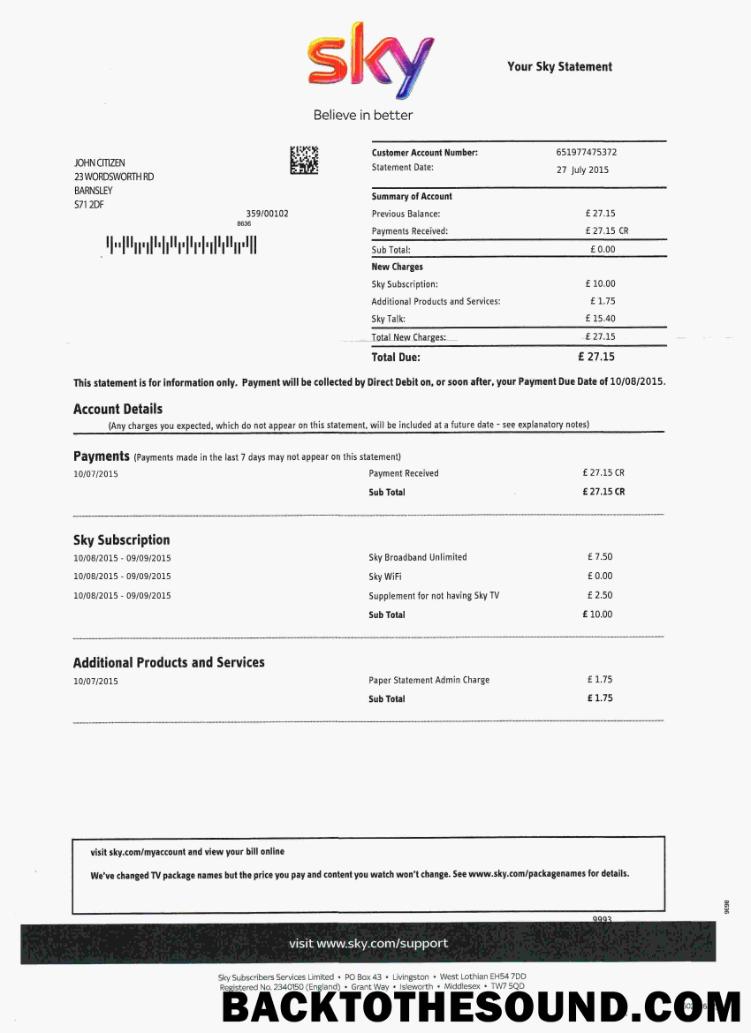 sky
Your Sky Statement
Believe in better
JOHN CITIZEN
23 WORDSWORTH RD
BARNSLEY
S71 2DF
359/00102
8636
Customer Account Number: 651977475372
Statement Date: 27 July 2015
Summary of Account
Previous Balance: £ 27.15
Payments Received: £ 27.15 CR
Sub Total: £ 0.00
New Charges
Sky Subscription: £ 10.00
Additional Products and Services: £ 1.75
Sky Talk: £ 15.40
Total New Charges: £ 27.15
Total Due: £ 27.15
This statement is for information only. Payment will be collected by Direct Debit on, or soon after, your Payment Due Date of 10/08/2015.
Account Details
(Any charges you expected, which do not appear on this statement, will be included at a future date - see explanatory notes)
Payments (Payments made in the last 7 days may not appear on this statement)
10/07/2015 Payment Received £ 27.15 CR
Sub Total £ 27.15 CR
Sky Subscription
10/08/2015 - 09/09/2015 Sky Broadband Unlimited £ 7.50
10/08/2015 - 09/09/2015 Sky WiFi £ 0.00
10/08/2015 - 09/09/2015 Supplement for not having Sky TV £ 2.50
Sub Total £ 10.00
Additional Products and Services
10/07/2015 Paper Statement Admin Charge £ 1.75
Sub Total £ 1.75
visit sky.com/myaccount and view your bill online
We've changed TV package names but the price you pay and content you watch won't change. See www.sky.com/packagenames for details.
9993
visit www.sky.com/support
Sky Subscribers Services Limited • PO Box 43 • Livingston • West Lothian EH54 7DD
Registered No. 2340150 (England) • Grant Way • Isleworth • Middlesex • TW7 5QD
BACKTOTHESOUND.COM